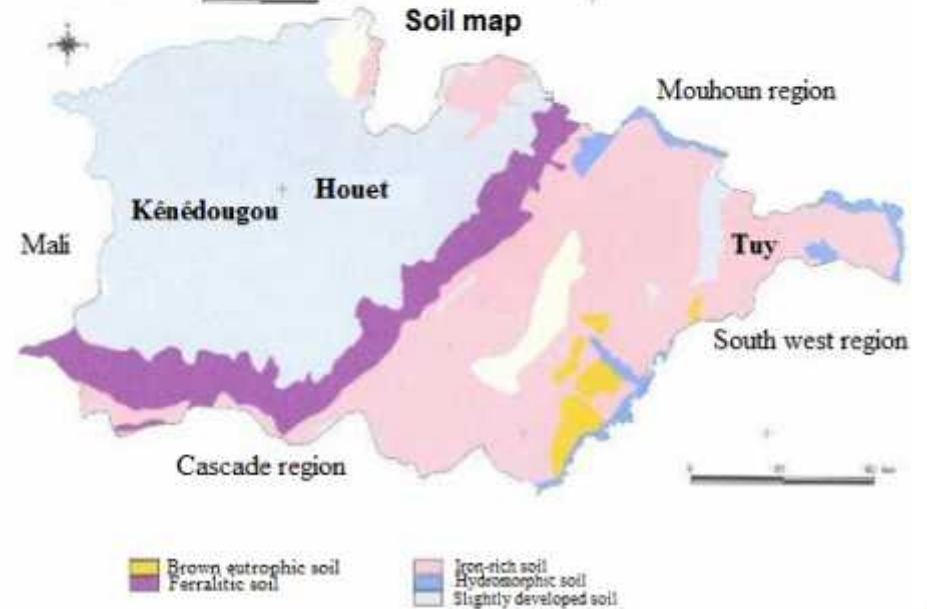 Soil map
Mouhoun region
Houet
Kênédougou
Mali
Tuy
South west region
Cascade region
Brown eutrophic soil
Ferralitic soil
Iron-rich soil
Hydromorphic soil
Slightly developed soil